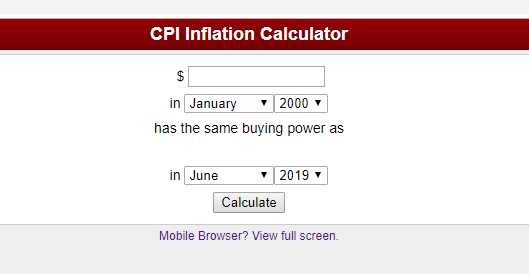 CPI Inflation Calculator
$
in January 2000
has the same buying power as
in June 2019
Calculate
Mobile Browser? View full screen.